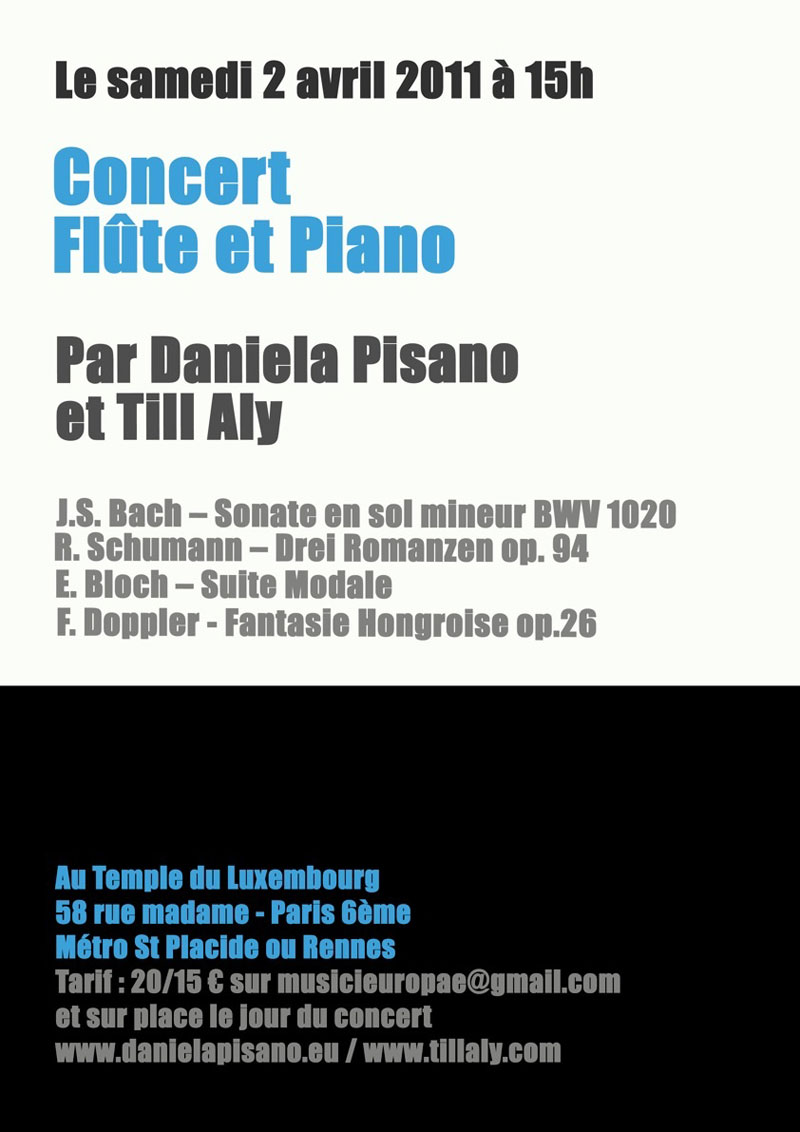 Le samedi 2 avril 2011 à 15h
Concert
Flûte et Piano
Par Daniela Pisano
et Till Aly
J.S. Bach – Sonate en sol mineur BWV 1020
R. Schumann – Drei Romanzen op. 94
E. Bloch – Suite Modale
F. Doppler - Fantasie Hongroise op.26
Au Temple du Luxembourg
58 rue madame - Paris 6ème
Métro St Placide ou Rennes
Tarif : 20/15 € sur musicieuropae@gmail.com
et sur place le jour du concert
www.danielapisano.eu / www.tillaly.com